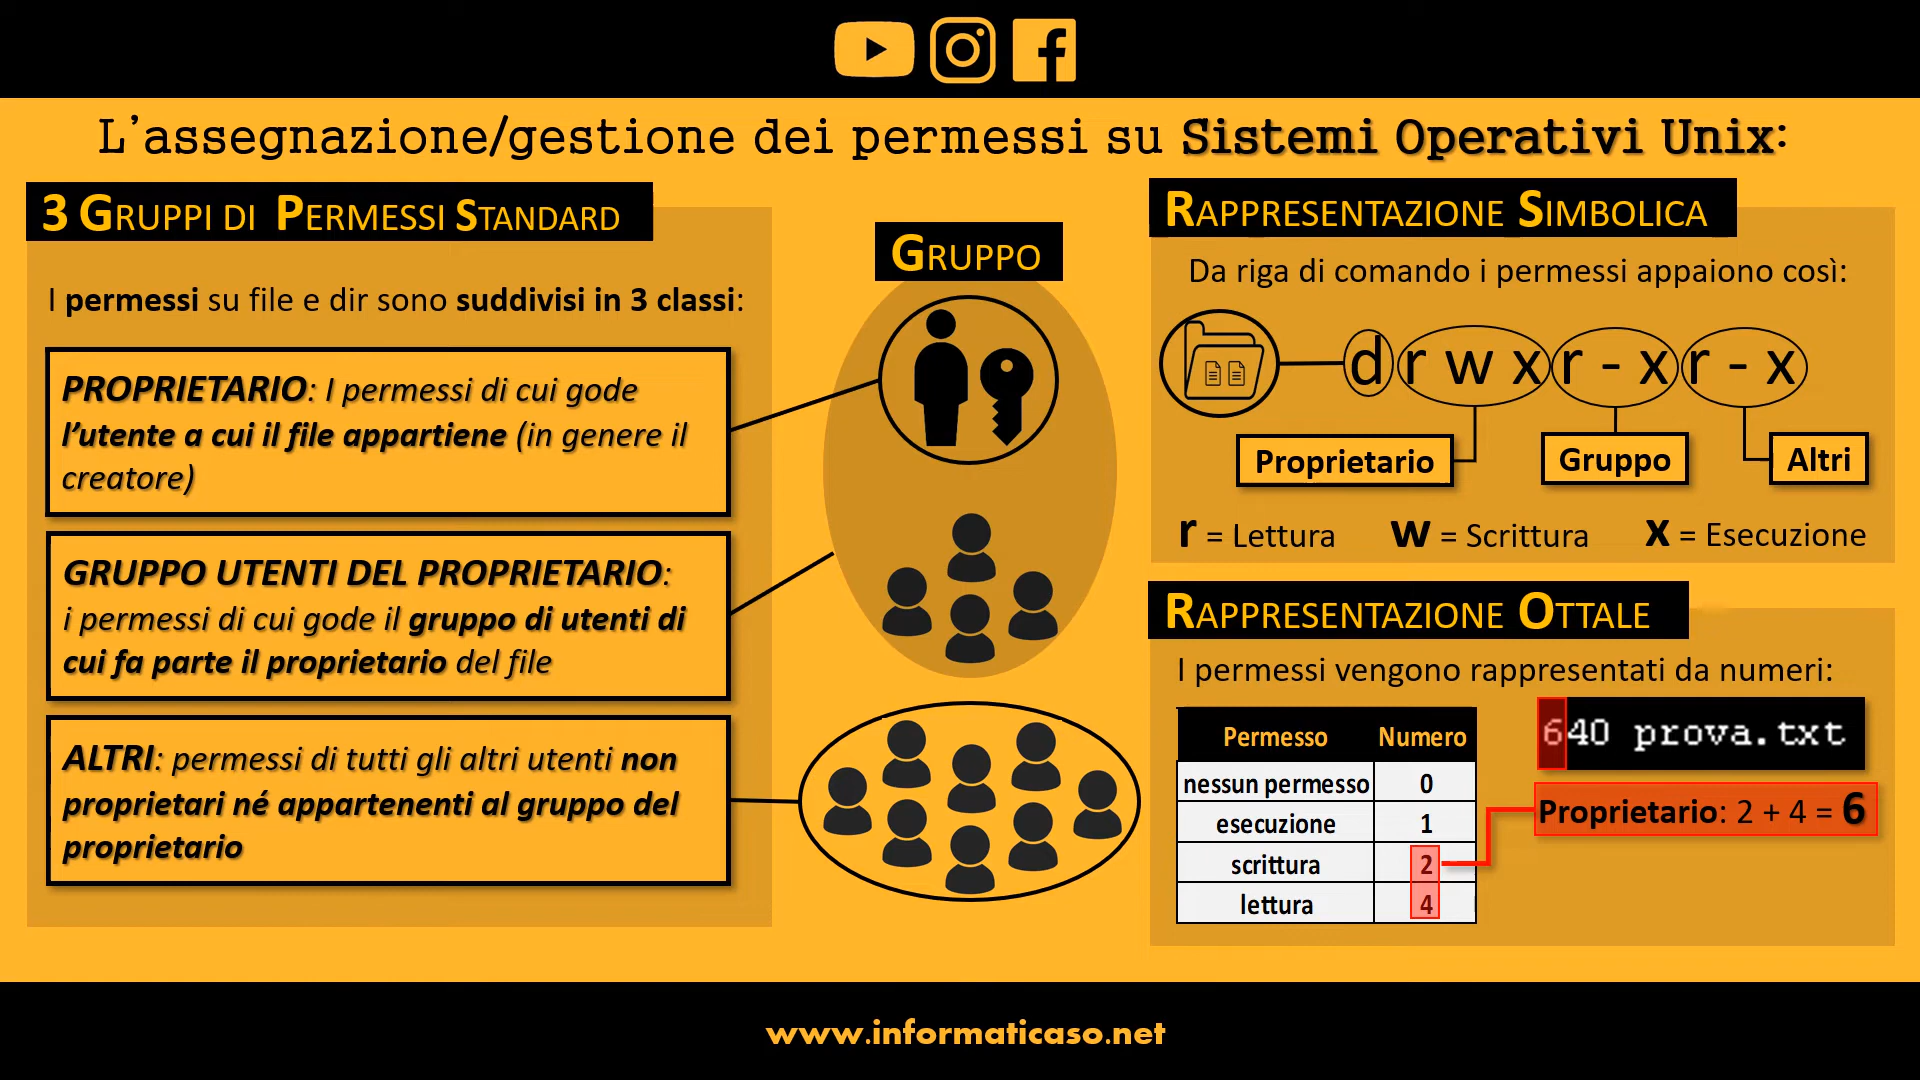 L'assegnazione/gestione dei permessi su Sistemi Operativi Unix:
3 GRUPPI DI PERMESSI STANDARD
I permessi su file e dir sono suddivisi in 3 classi:
PROPRIETARIO: I permessi di cui gode
l'utente a cui il file appartiene (in genere il
creatore)
GRUPPO UTENTI DEL PROPRIETARIO:
i permessi di cui gode il gruppo di utenti di
cui fa parte il proprietario del file
ALTRI: permessi di tutti gli altri utenti non
proprietari né appartenenti al gruppo del
proprietario
GRUPPO
RAPPRESENTAZIONE SIMBOLICA
Da riga di comando i permessi appaiono così:
d r w x r - x r - x
Proprietario Gruppo Altri
r = Lettura w = Scrittura x = Esecuzione
RAPPRESENTAZIONE OTTALE
I permessi vengono rappresentati da numeri:
Permesso Numero
nessun permesso 0
esecuzione 1
scrittura 2
lettura 4
640 prova.txt
Proprietario: 2 + 4 = 6
www.informaticaso.net